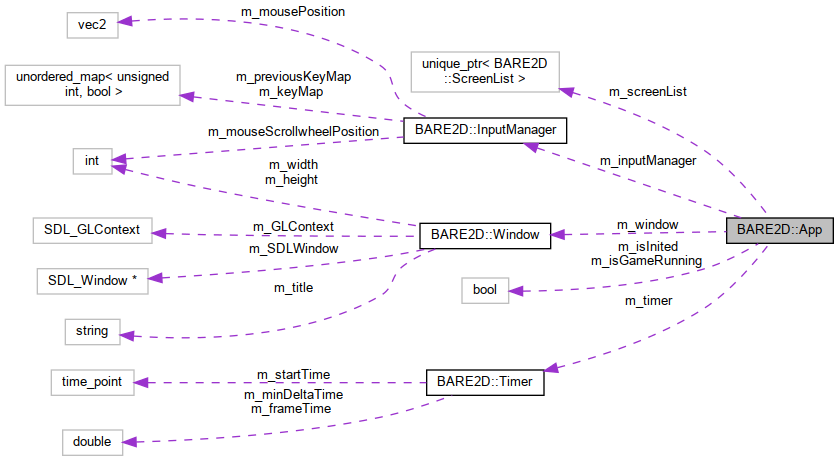 m_mousePosition
vec2
unique_ptr< BARE2D
::ScreenList >
unordered_map< unsigned
int, bool >
m_previousKeyMap
m_keyMap
m_screenList
BARE2D::InputManager
m_mouseScrollwheelPosition
int
m_inputManager
m_width
m_height
SDL_GLContext
m_GLContext
BARE2D::Window
m_window
BARE2D::App
m_SDLWindow
m_isInited
m_isGameRunning
SDL_Window *
m_title
bool
m_timer
string
time_point
m_startTime
BARE2D::Timer
m_minDeltaTime
m_frameTime
double